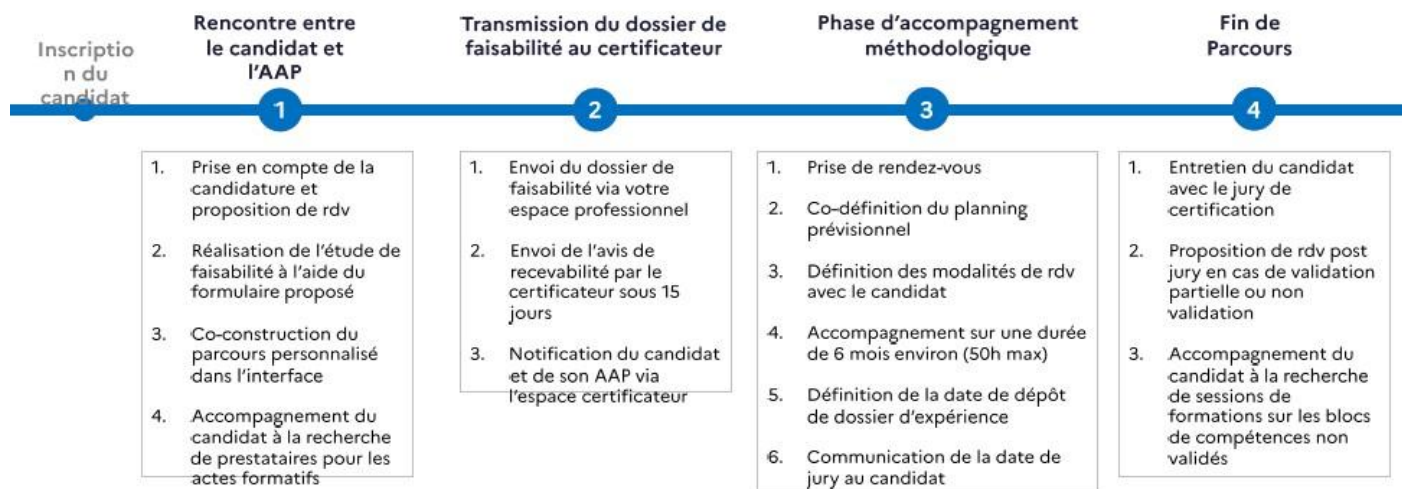 Inscriptio
n du
candidat
Rencontre entre
le candidat et
l'AAP
1
1. Prise en compte de la
candidature et
proposition de rdv
2. Réalisation de l'étude de
faisabilité à l'aide du
formulaire proposé
3. Co-construction du
parcours personnalisé
dans l'interface
4. Accompagnement du
candidat à la recherche
de prestataires pour les
actes formatifs
Transmission du dossier de
faisabilité au certificateur
2
1. Envoi du dossier de
faisabilité via votre
espace professionnel
2. Envoi de l'avis de
recevabilité par le
certificateur sous 15
jours
3. Notification du candidat
et de son AAP via
l'espace certificateur
Phase d'accompagnement
méthodologique
3
1. Prise de rendez-vous
2. Co-définition du planning
prévisionnel
3. Définition des modalités de rdv
avec le candidat
4. Accompagnement sur une durée
de 6 mois environ (50h max)
5. Définition de la date de dépôt
de dossier d'expérience
6. Communication de la date de
jury au candidat
Fin de
Parcours
4
1. Entretien du candidat
avec le jury de
certification
2. Proposition de rdv post
jury en cas de validation
partielle ou non
validation
3. Accompagnement du
candidat à la recherche
de sessions de
formations sur les blocs
de compétences non
validés